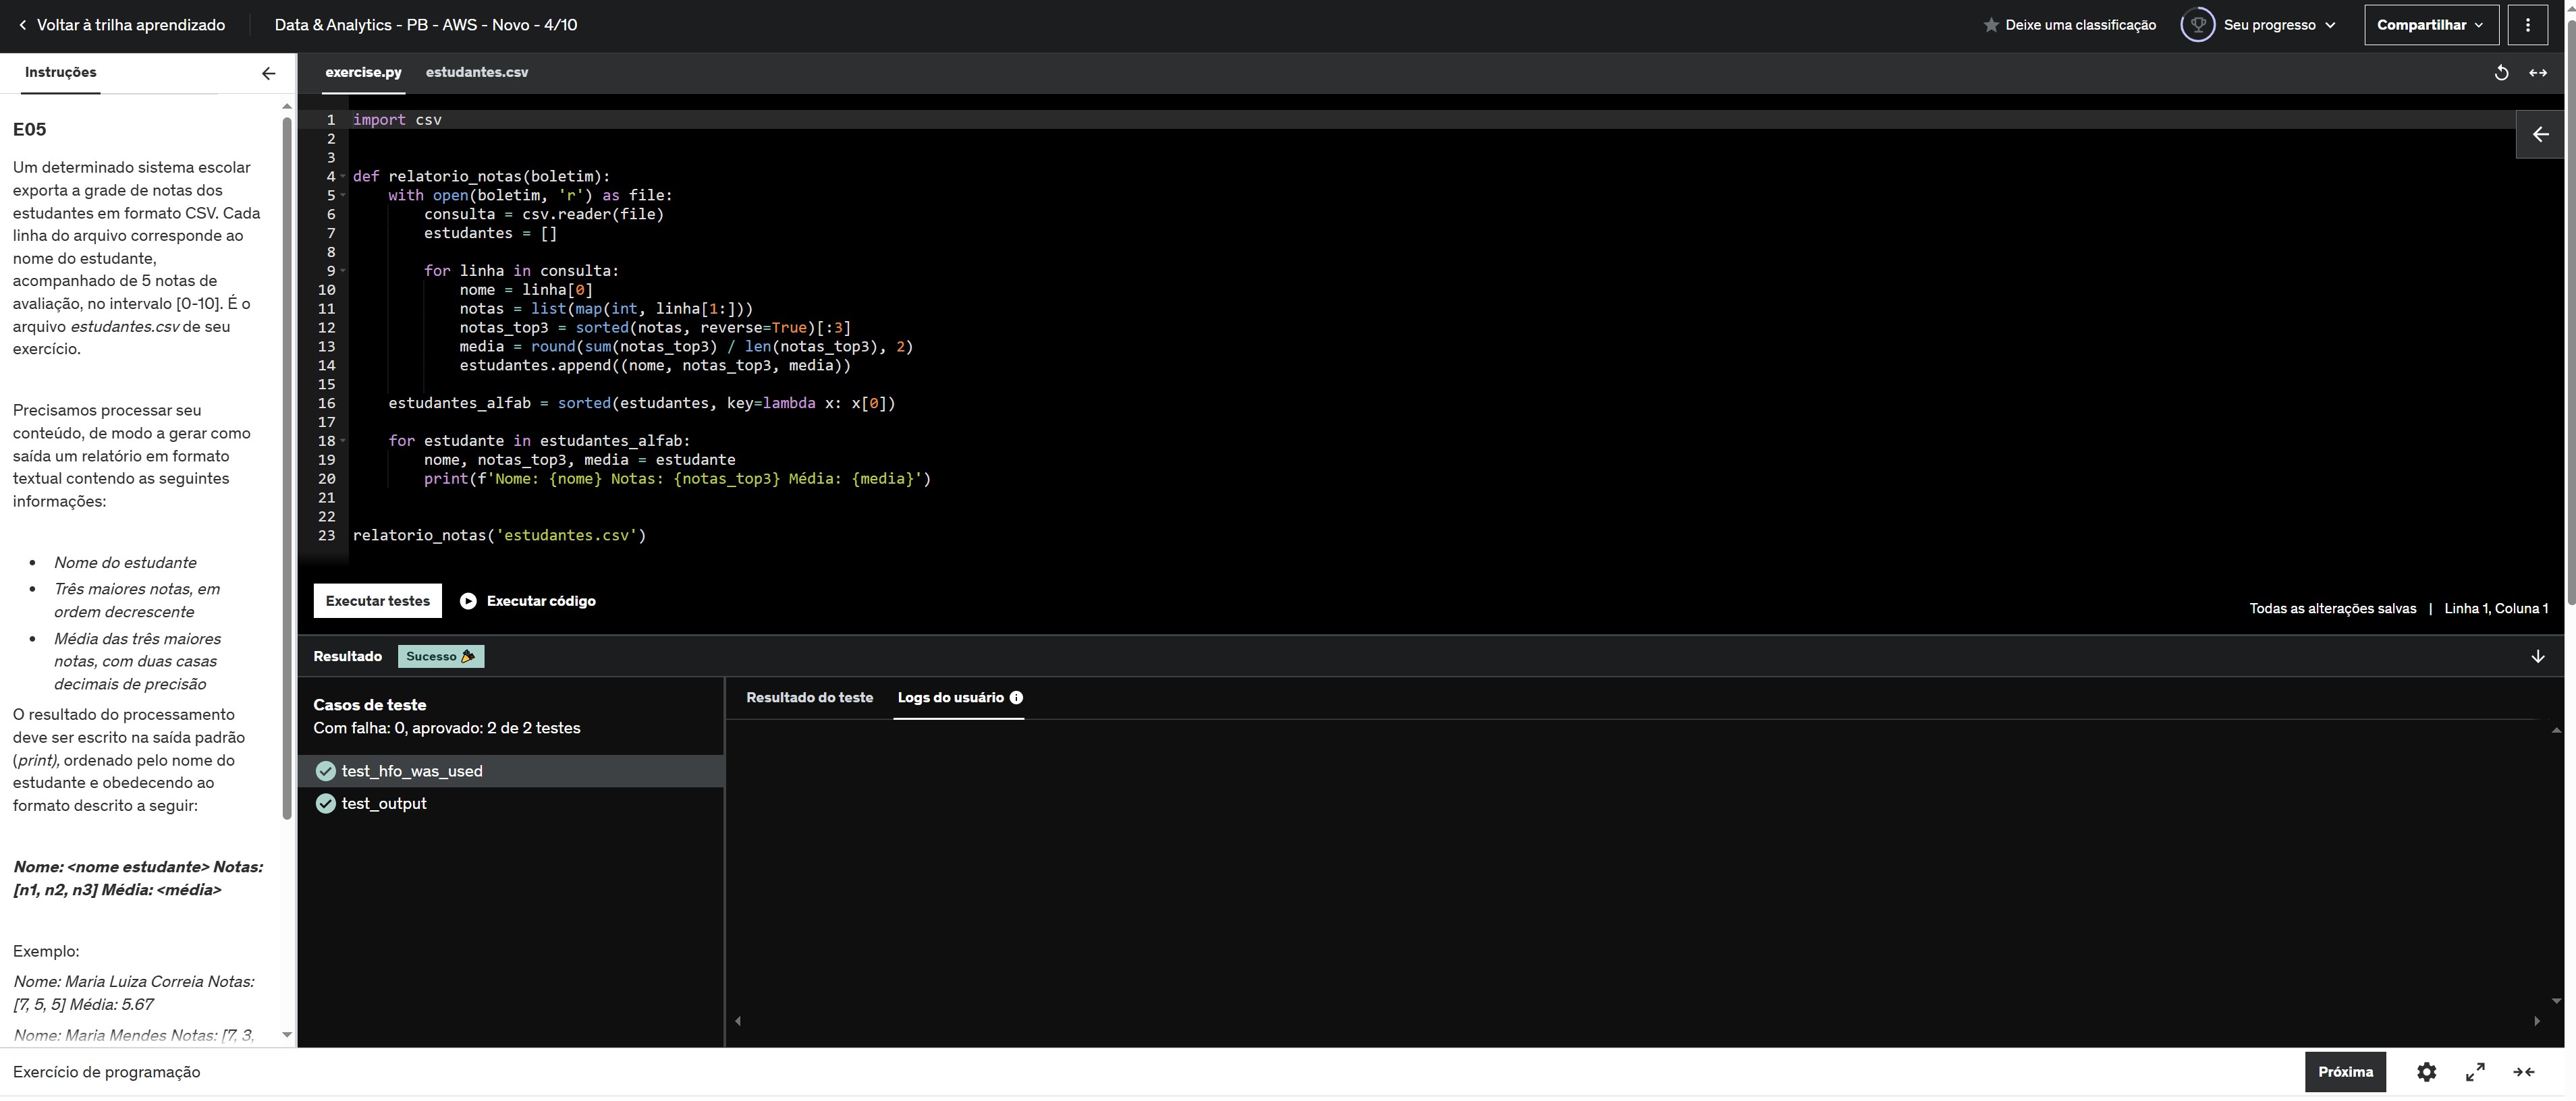 Voltar à trilha aprendizado
Data & Analytics - PB - AWS - Novo - 4/10
Deixe uma classificação
Seu progresso
Compartilhar
Instruções
E05
Um determinado sistema escolar
exporta a grade de notas dos
estudantes em formato CSV. Cada
linha do arquivo corresponde ao
nome do estudante,
acompanhado de 5 notas de
avaliação, no intervalo [0-10]. É o
arquivo estudantes.csv de seu
exercício.
Precisamos processar seu
conteúdo, de modo a gerar como
saída um relatório em formato
textual contendo as seguintes
informações:
• Nome do estudante
• Três maiores notas, em
ordem decrescente
• Média das três maiores
notas, com duas casas
decimais de precisão
O resultado do processamento
deve ser escrito na saída padrão
(print), ordenado pelo nome do
estudante e obedecendo ao
formato descrito a seguir:
Nome: <nome estudante> Notas:
[n1, n2, n3] Média: <média>
Exemplo:
Nome: Maria Luiza Correia Notas:
[7, 5, 5] Média: 5.67
Nome: Maria Mendes Notas: [7, 3,
exercise.py
estudantes.csv
1 import csv
2
3
4 def relatorio_notas(boletim):
5     with open(boletim, 'r') as file:
6         consulta = csv.reader(file)
7         estudantes = []
8
9         for linha in consulta:
10             nome = linha[0]
11             notas = list(map(int, linha[1:]))
12             notas_top3 = sorted(notas, reverse=True)[:3]
13             media = round(sum(notas_top3) / len(notas_top3), 2)
14             estudantes.append((nome, notas_top3, media))
15
16     estudantes_alfab = sorted(estudantes, key=lambda x: x[0])
17
18     for estudante in estudantes_alfab:
19         nome, notas_top3, media = estudante
20         print(f'Nome: {nome} Notas: {notas_top3} Média: {media}')
21
22
23 relatorio_notas('estudantes.csv')
Executar testes
Executar código
Todas as alterações salvas | Linha 1, Coluna 1
Resultado
Sucesso
Casos de teste
Com falha: 0, aprovado: 2 de 2 testes
test_hfo_was_used
test_output
Resultado do teste
Logs do usuário
Exercício de programação
Próxima